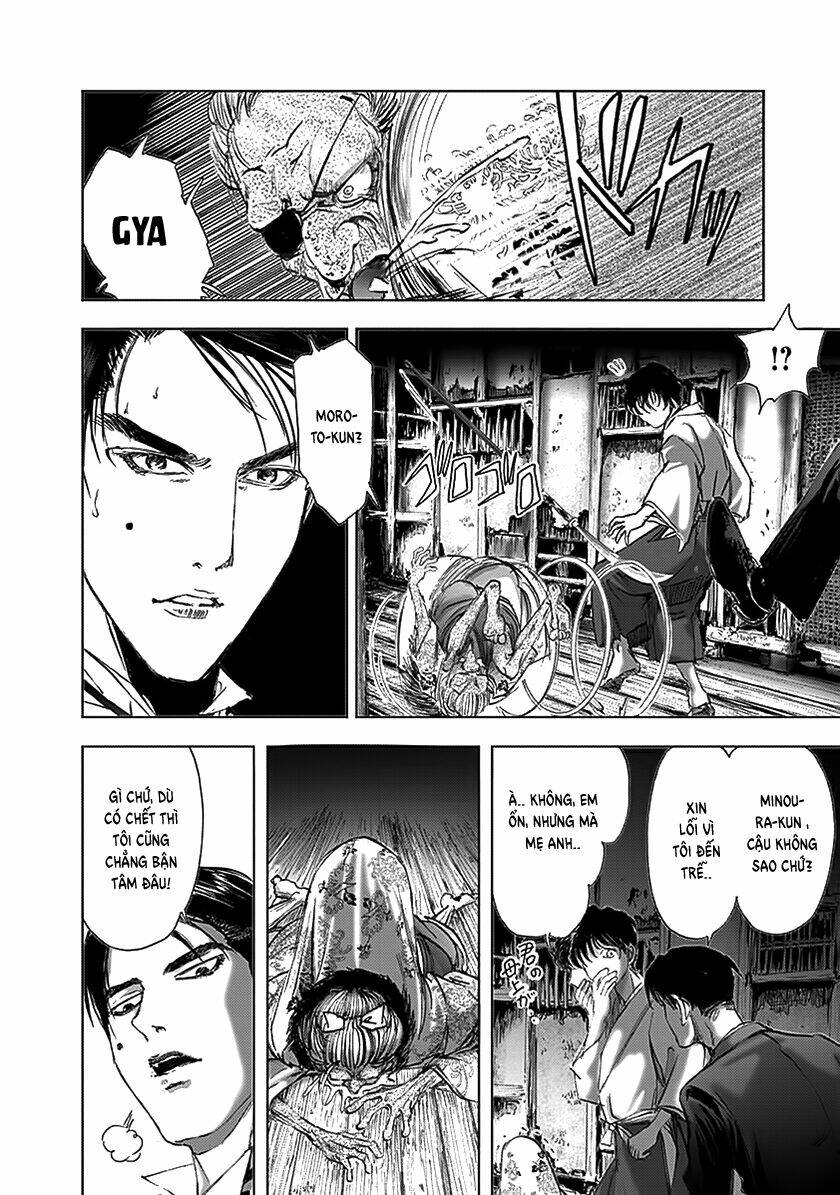 ドカッ
GYA
!?
ゴロゴロ
MORO-
TO-KUN?
MINOU-
RA-KUN ,
CẬU KHÔNG
SAO CHỨ?
XIN
LỖI VÌ
TÔI ĐẾN
TRỄ..
À.. KHÔNG, EM
ỔN, NHƯNG MÀ
MẸ ANH..
君の
母上が…
GÌ CHỨ, DÙ
CÓ CHẾT THÌ
TÔI CŨNG
CHẲNG BẬN
TÂM ĐÂU!